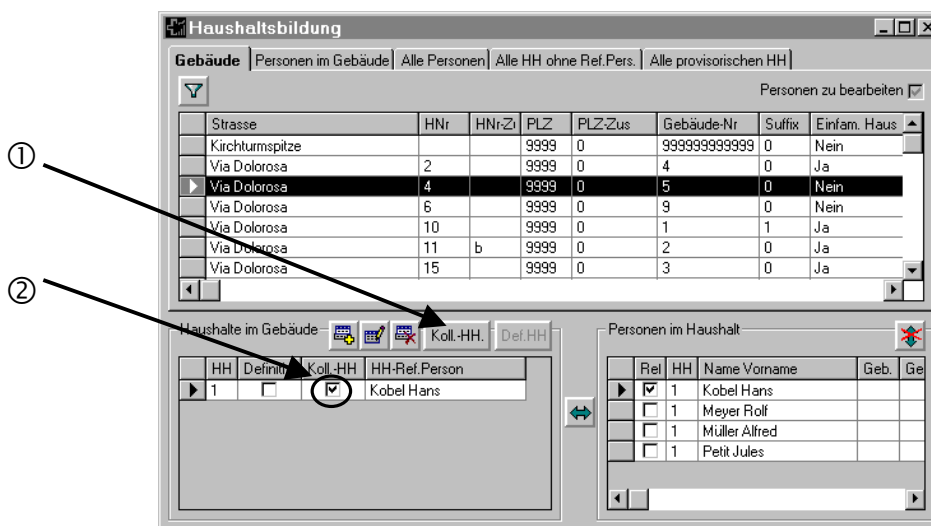 Haushaltsbildung
Gebäude Personen im Gebäude Alle Personen Alle HH ohne Ref.Pers. Alle provisorischen HH
Personen zu bearbeiten
Strasse HNr HNr-Zu PLZ PLZ-Zus Gebäude-Nr Suffix Einfam. Haus
Kirchturmspitze 9999 0 999999999999 0 Nein
①
Via Dolorosa 2 9999 0 4 0 Ja
Via Dolorosa 4 9999 0 5 0 Nein
Via Dolorosa 6 9999 0 9 0 Nein
Via Dolorosa 10 9999 0 1 1 Ja
Via Dolorosa 11 b 9999 0 2 0 Ja
Via Dolorosa 15 9999 0 3 0 Ja
②
Haushalte im Gebäude Koll.-HH. Def.HH Personen im Haushalt
HH Definiti Koll.-HH HH-Ref.Person Rel HH Name Vorname Geb. Ge
1 Kobel Hans 1 Kobel Hans
1 Meyer Rolf
1 Müller Alfred
1 Petit Jules